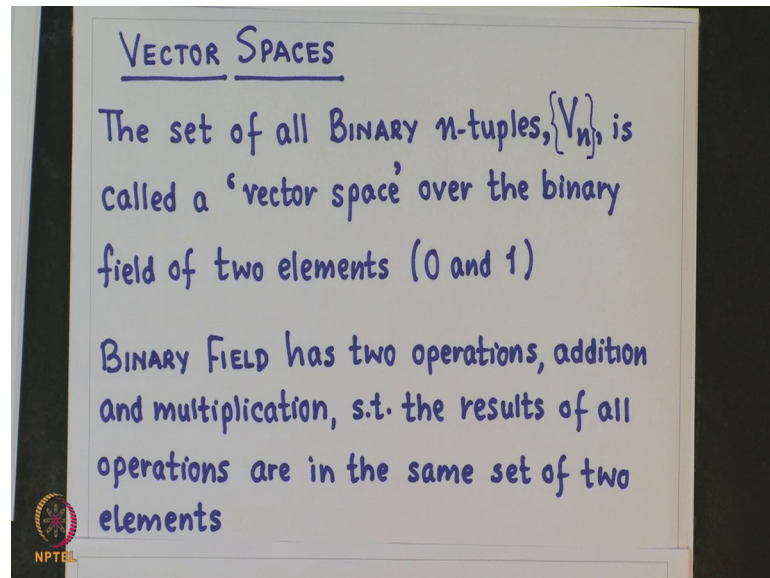 VECTOR SPACES
The set of all BINARY n-tuples, {Vn}, is
called a 'vector space' over the binary
field of two elements (0 and 1)
BINARY FIELD has two operations, addition
and multiplication, s.t. the results of all
operations are in the same set of two
elements
NPTEL